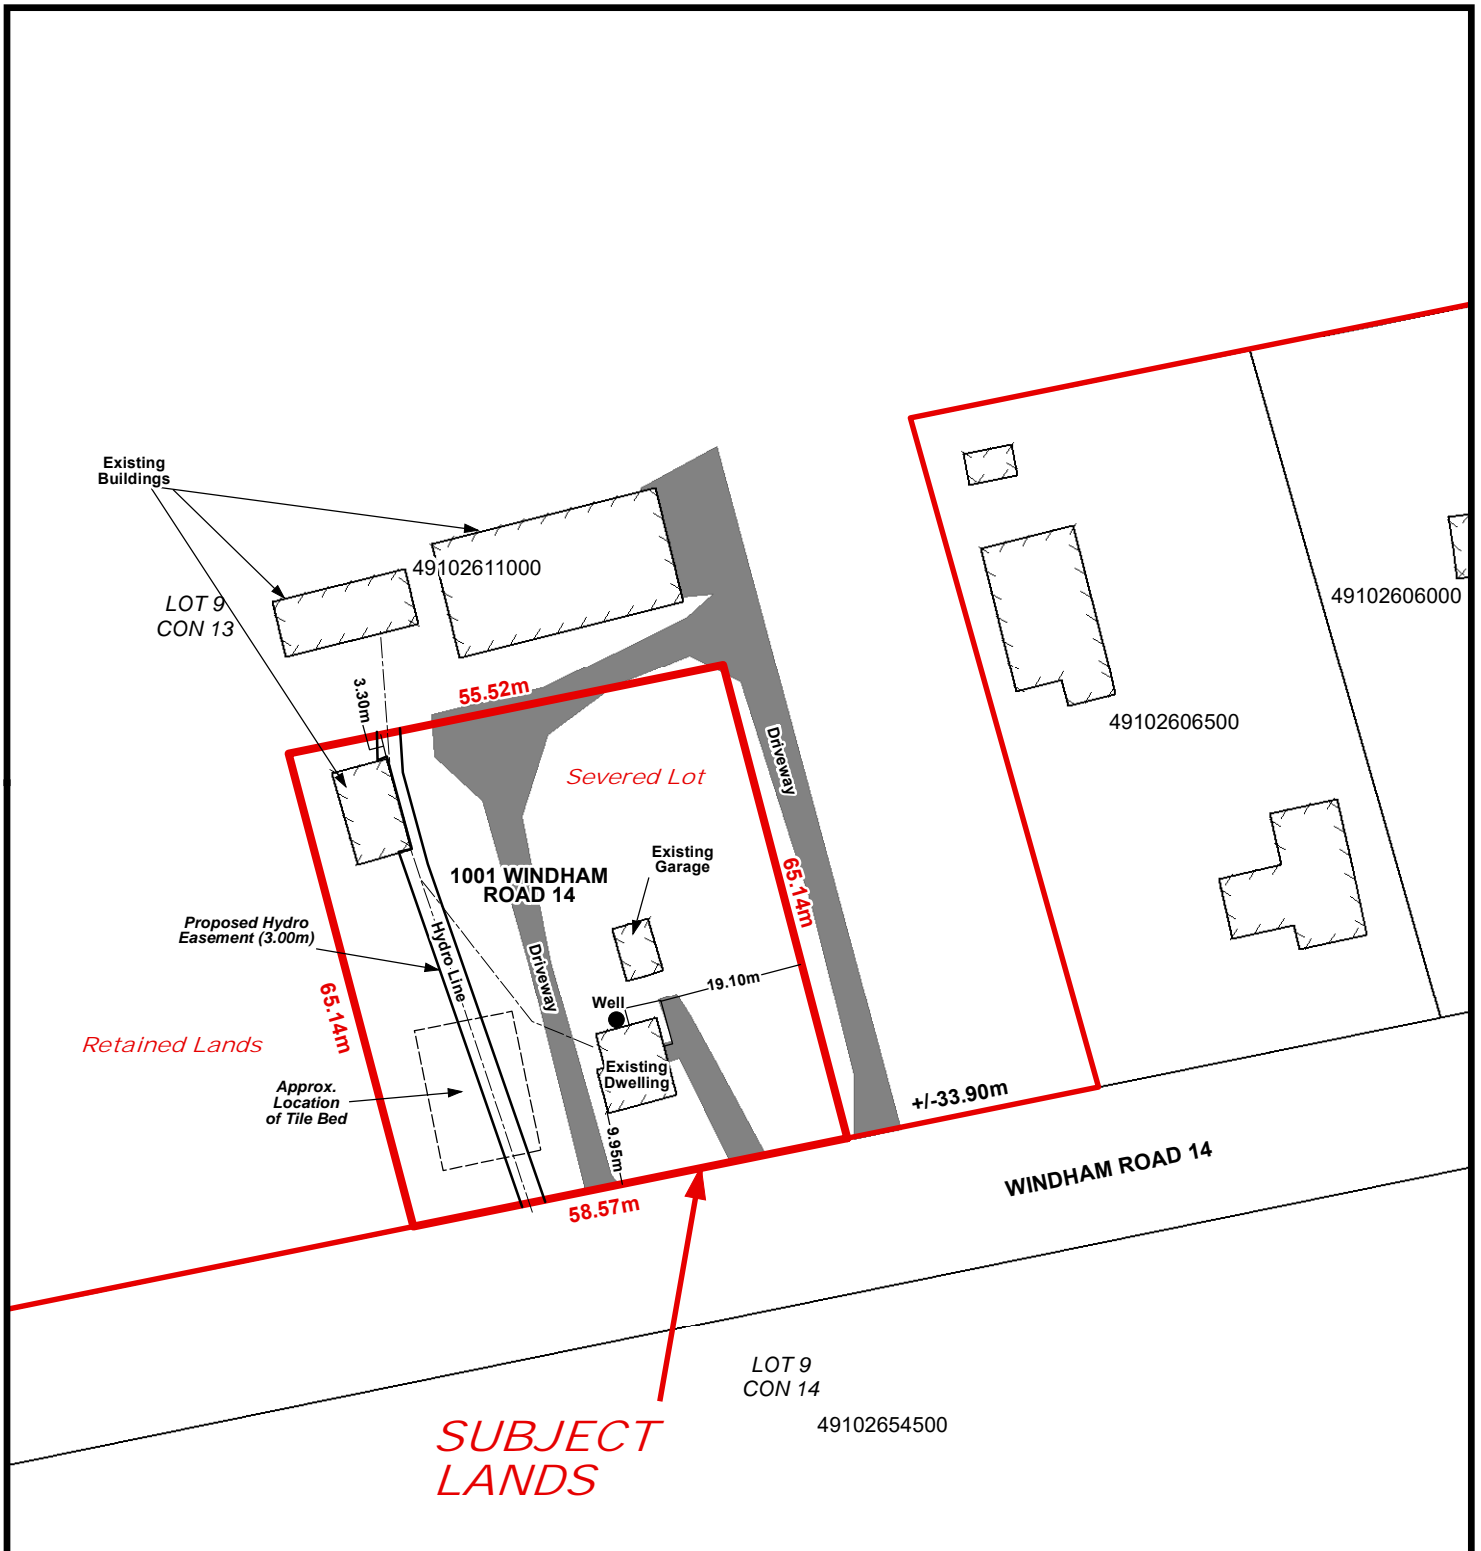 Existing
Buildings
49102611000
LOT 9
CON 13
49102606000
3.30m
55.52m
49102606500
Driveway
Severed Lot
Existing
Garage
1001 WINDHAM
ROAD 14
65.14m
Proposed Hydro
Easement (3.00m)
Hydro Line
Driveway
19.10m
Well
65.14m
Retained Lands
Existing
Dwelling
Approx.
Location
of Tile Bed
+/-33.90m
9.95m
WINDHAM ROAD 14
58.57m
LOT 9
CON 14
49102654500
SUBJECT
LANDS